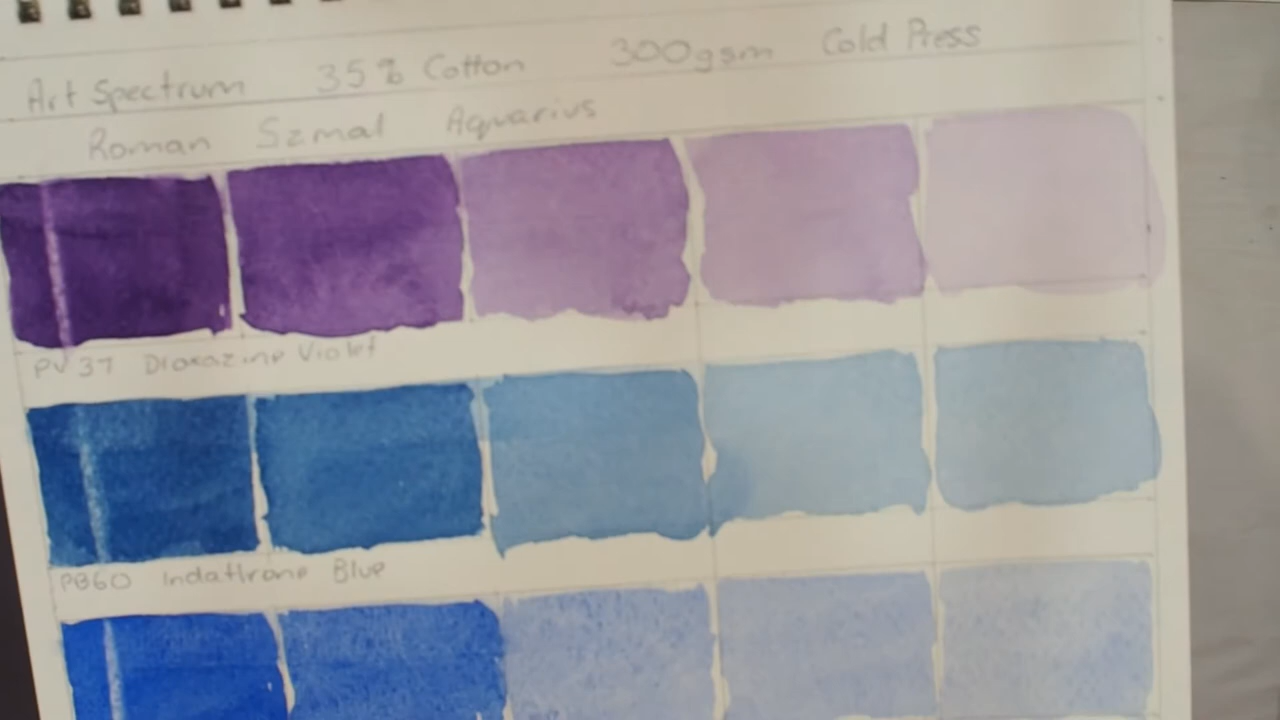 Art Spectrum 35% Cotton 300gsm Cold Press
Roman Szmal Aquarius
PV 37 Dioxazine Violet
PB60 Indathrone Blue